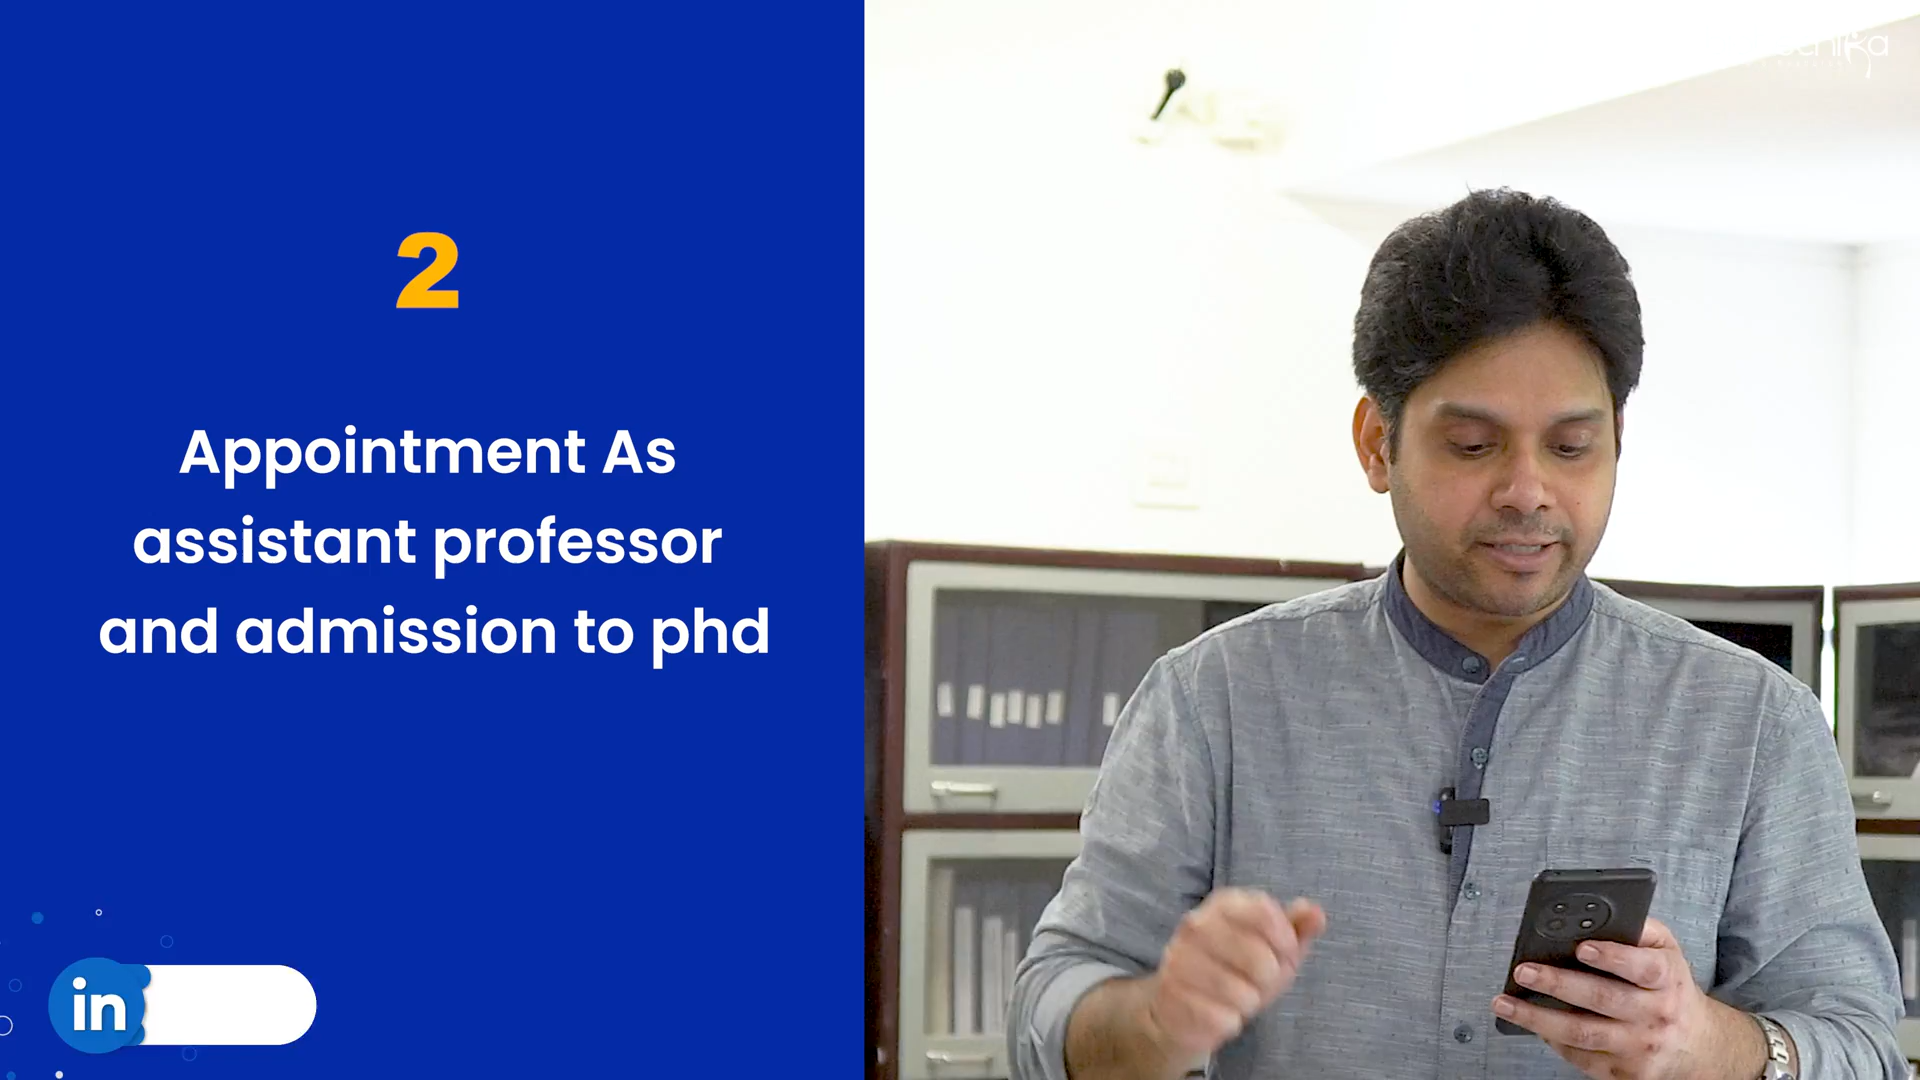 2
Appointment As
assistant professor
and admission to phd
in